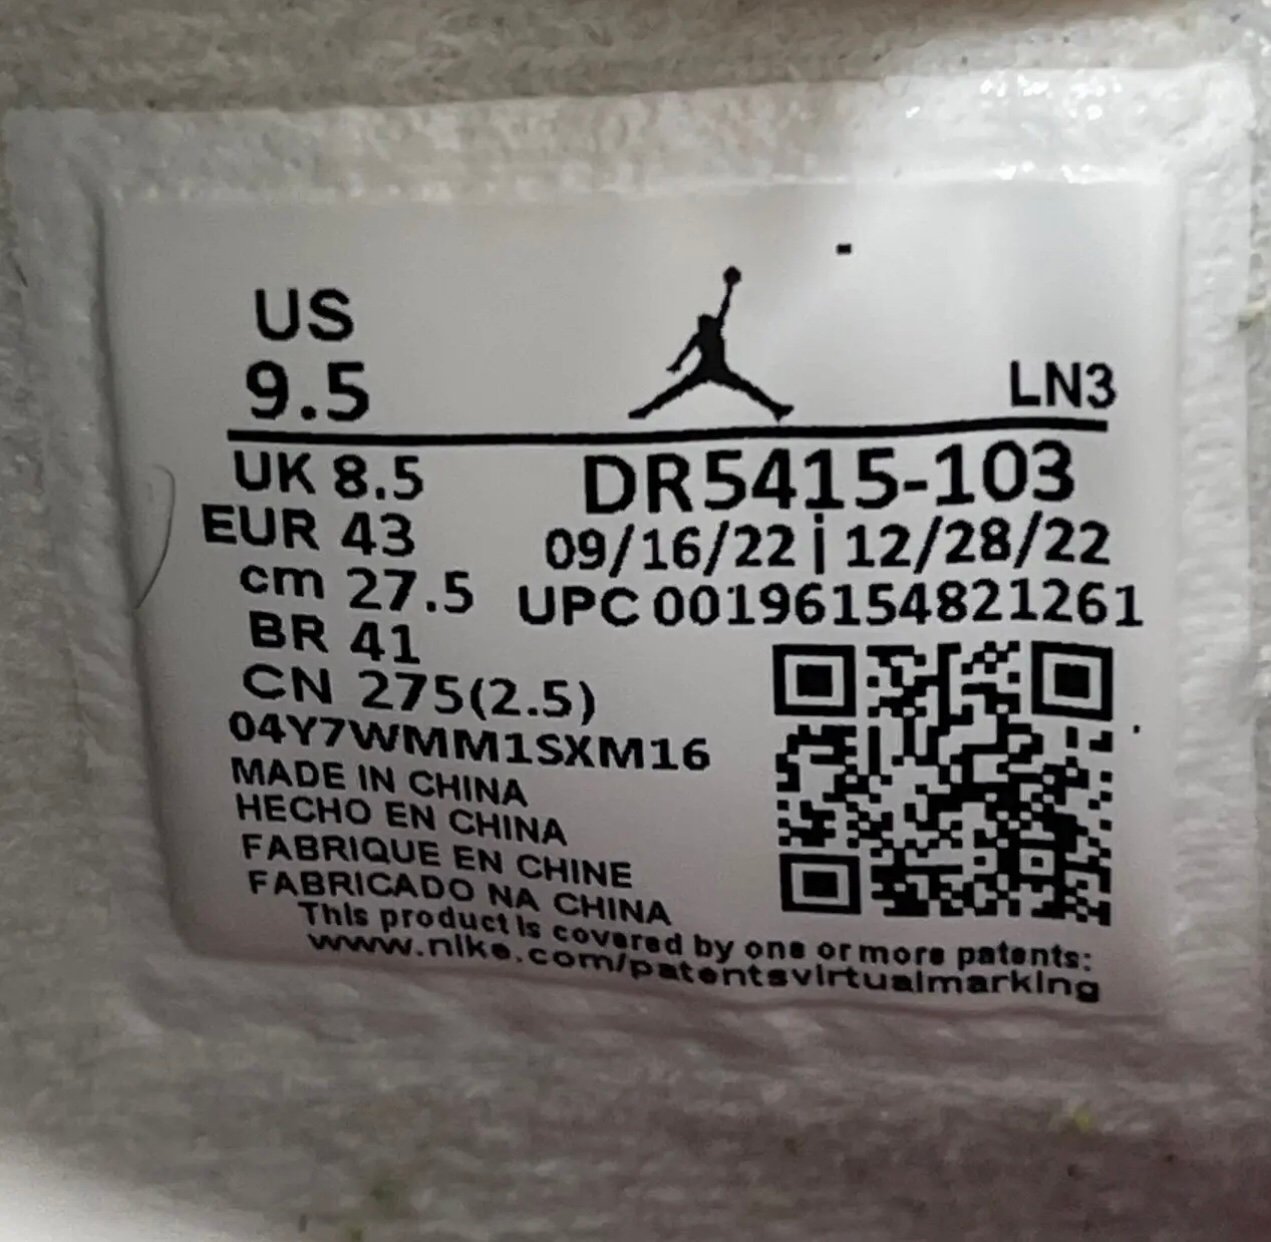 US
9.5
LN3
UK 8.5
DR5415-103
EUR 43
09/16/22 | 12/28/22
cm 27.5
UPC 00196154821261
BR 41
CN 275(2.5)
04Y7WMM1SXM16
MADE IN CHINA
HECHO EN CHINA
FABRIQUE EN CHINE
FABRICADO NA CHINA
This product is covered by one or more patents:
www.nike.com/patentsvirtualmarking